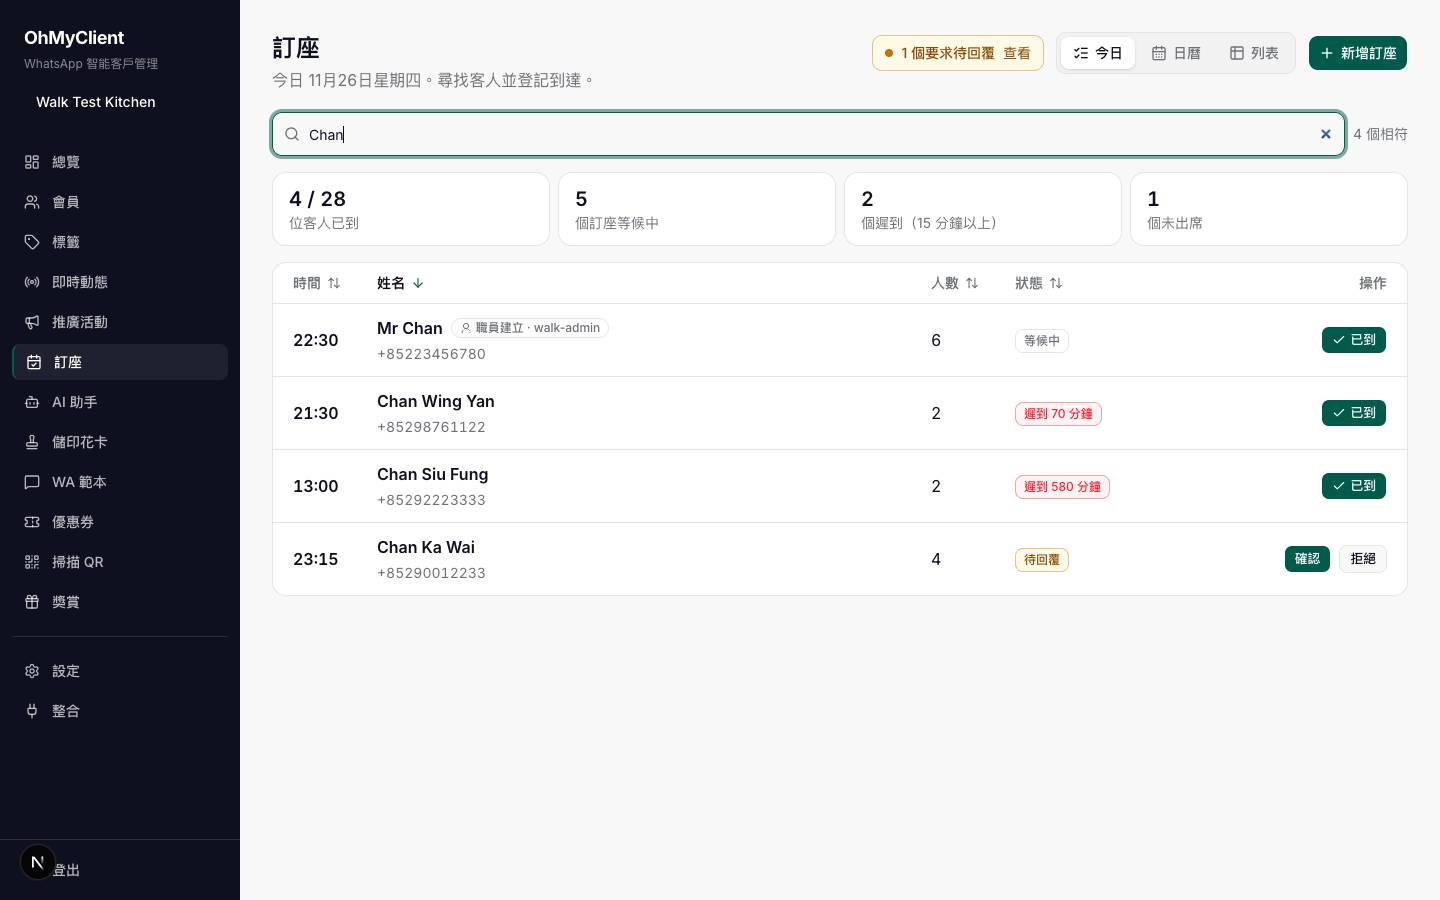 OhMyClient
WhatsApp 智能客戶管理
Walk Test Kitchen
總覽
會員
標籤
即時動態
推廣活動
訂座
AI 助手
儲印花卡
WA 範本
優惠券
掃描 QR
獎賞
設定
整合
N
登出
訂座
今日 11月26日星期四。尋找客人並登記到達。
1 個要求待回覆 查看
今日
日曆
列表
新增訂座
Chan
4 個相符
4 / 28
位客人已到
5
個訂座等候中
2
個遲到（15 分鐘以上）
1
個未出席
時間 姓名 人數 狀態 操作
22:30 Mr Chan 職員建立 · walk-admin 6 等候中 已到
+85223456780
21:30 Chan Wing Yan 2 遲到 70 分鐘 已到
+85298761122
13:00 Chan Siu Fung 2 遲到 580 分鐘 已到
+85292223333
23:15 Chan Ka Wai 4 待回覆 確認 拒絕
+85290012233